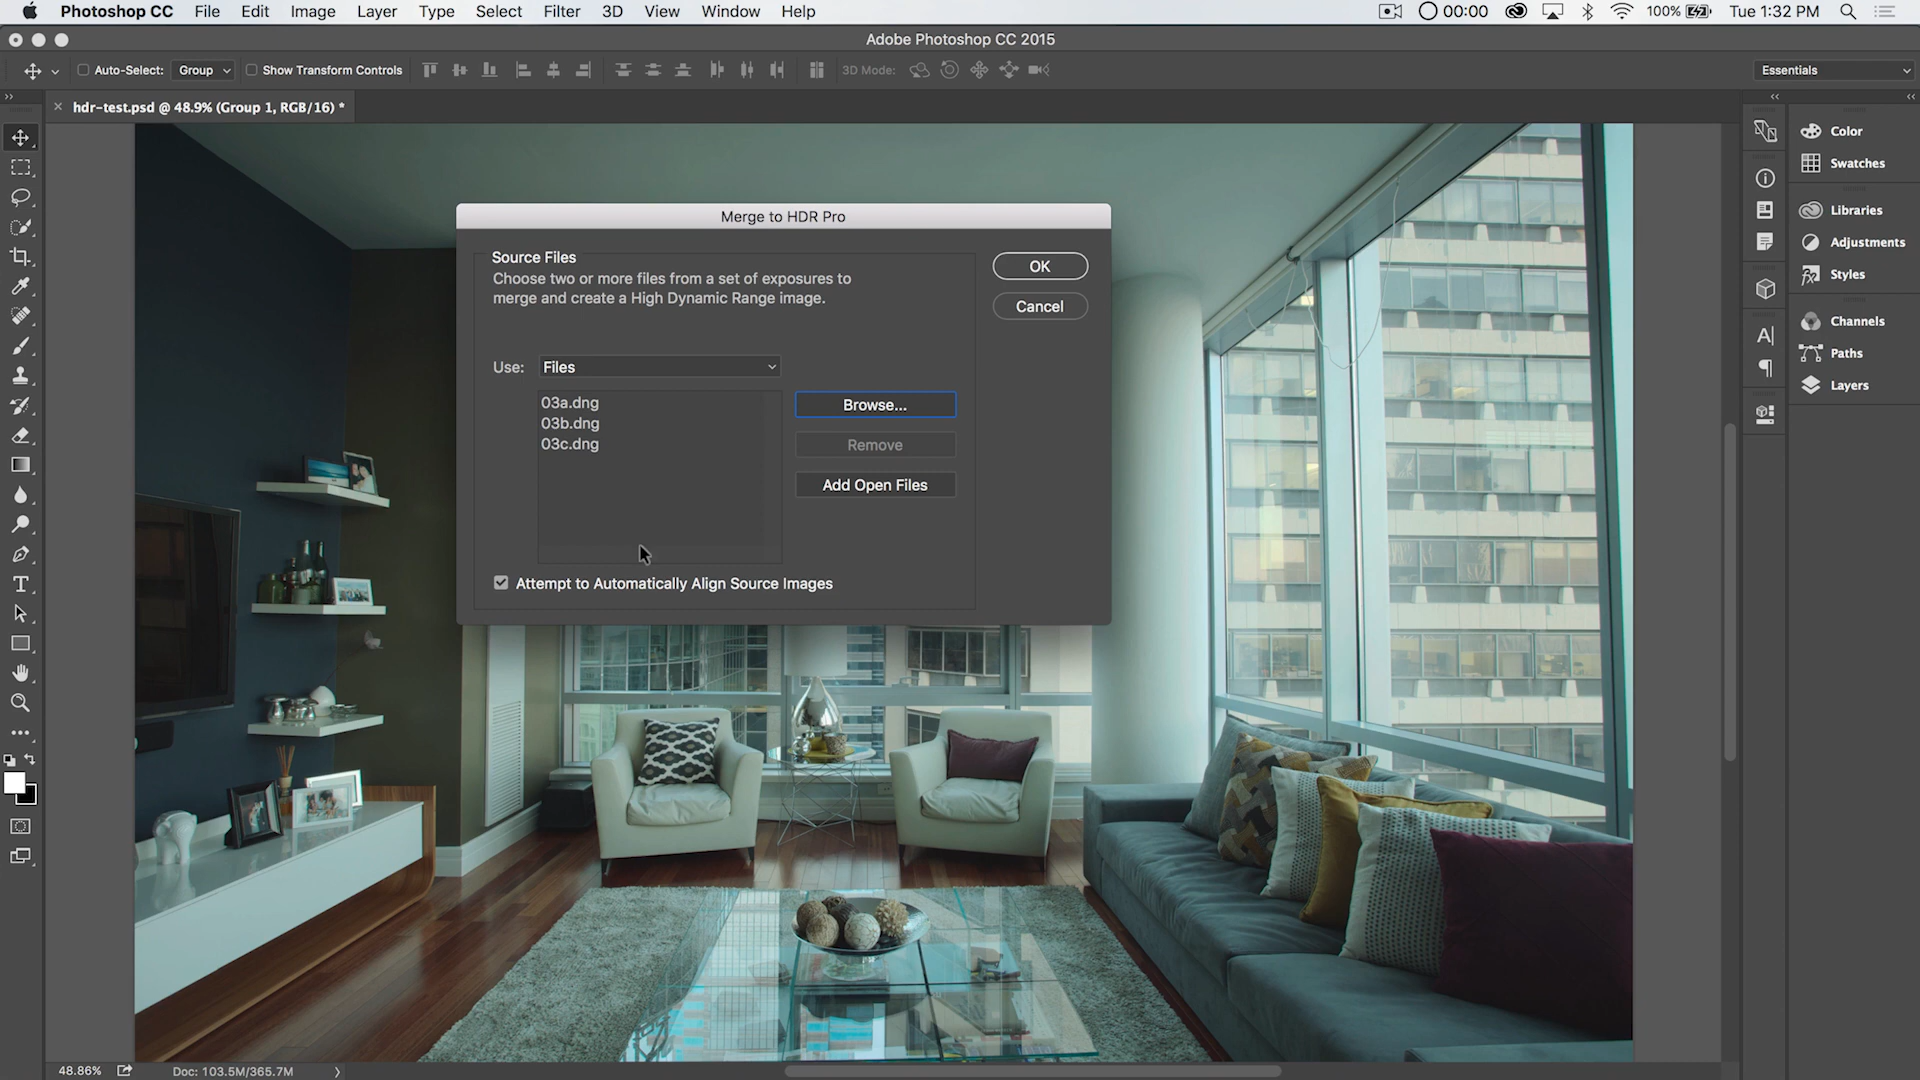 Photoshop CC File Edit Image Layer Type Select Filter 3D View Window Help 00:00 100% Tue 1:32 PM
Adobe Photoshop CC 2015
Auto-Select: Group Show Transform Controls 3D Mode: Essentials
hdr-test.psd @ 48.9% (Group 1, RGB/16) *
Color
Swatches
Libraries
Adjustments
Styles
Channels
Paths
Layers
Merge to HDR Pro
Source Files
Choose two or more files from a set of exposures to
merge and create a High Dynamic Range image.
OK
Cancel
Use: Files
03a.dng
03b.dng
03c.dng
Browse...
Remove
Add Open Files
Attempt to Automatically Align Source Images
48.86% Doc: 103.5M/365.7M